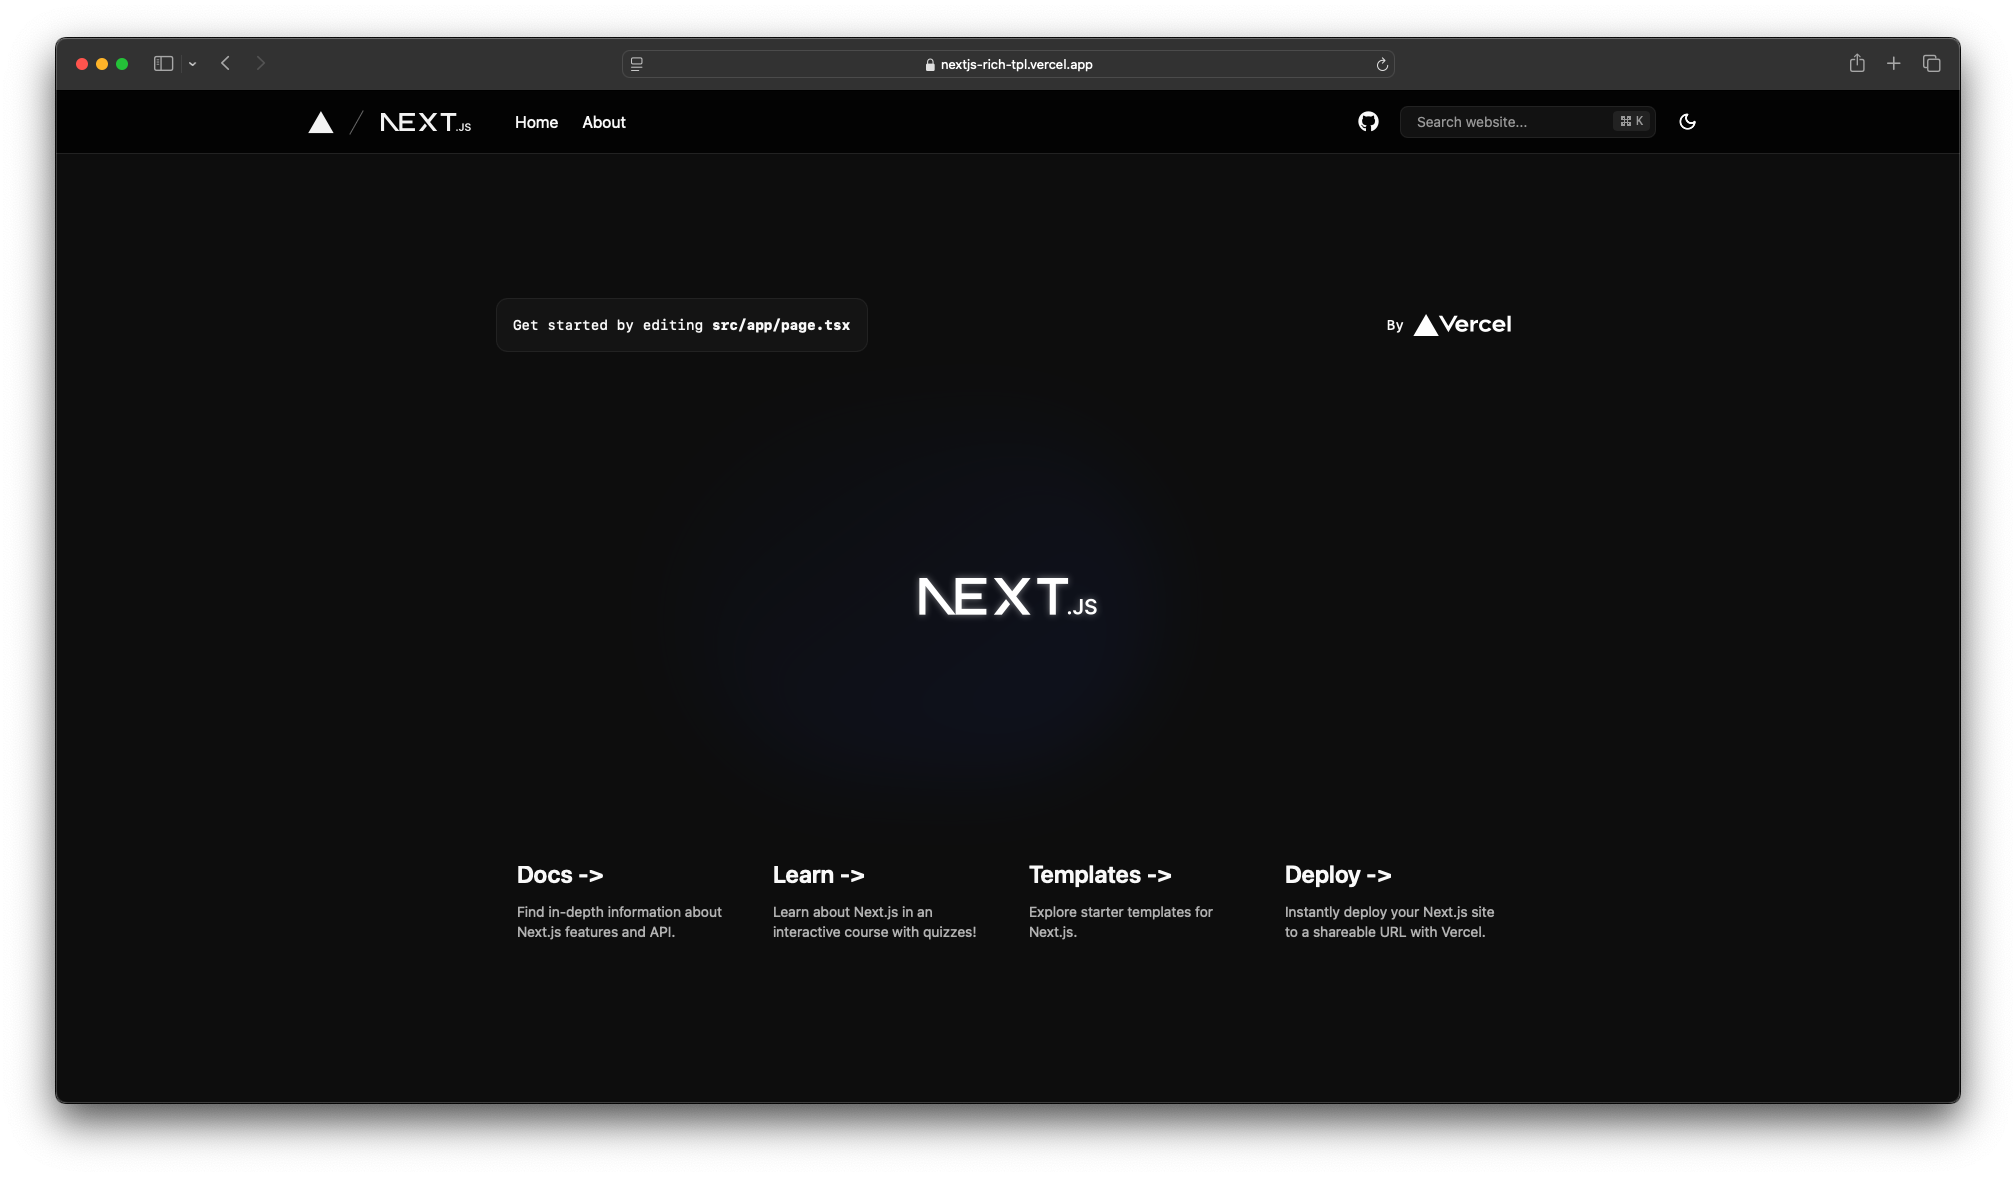 nextjs-rich-tpl.vercel.app
NEXT.JS
Home
About
Search website...
⌘ K
Get started by editing src/app/page.tsx
By Vercel
NEXT.JS
Docs ->
Find in-depth information about
Next.js features and API.
Learn ->
Learn about Next.js in an
interactive course with quizzes!
Templates ->
Explore starter templates for
Next.js.
Deploy ->
Instantly deploy your Next.js site
to a shareable URL with Vercel.